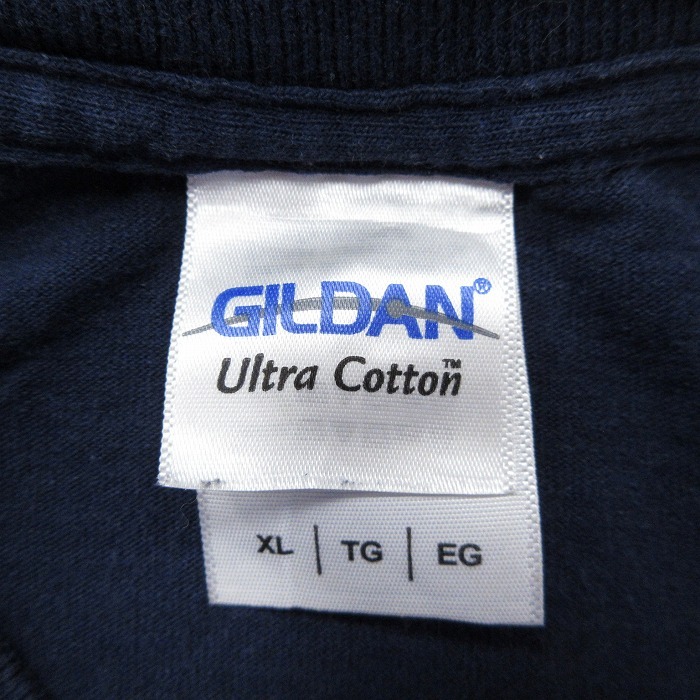 GILDAN®
Ultra Cotton™
XL | TG | EG